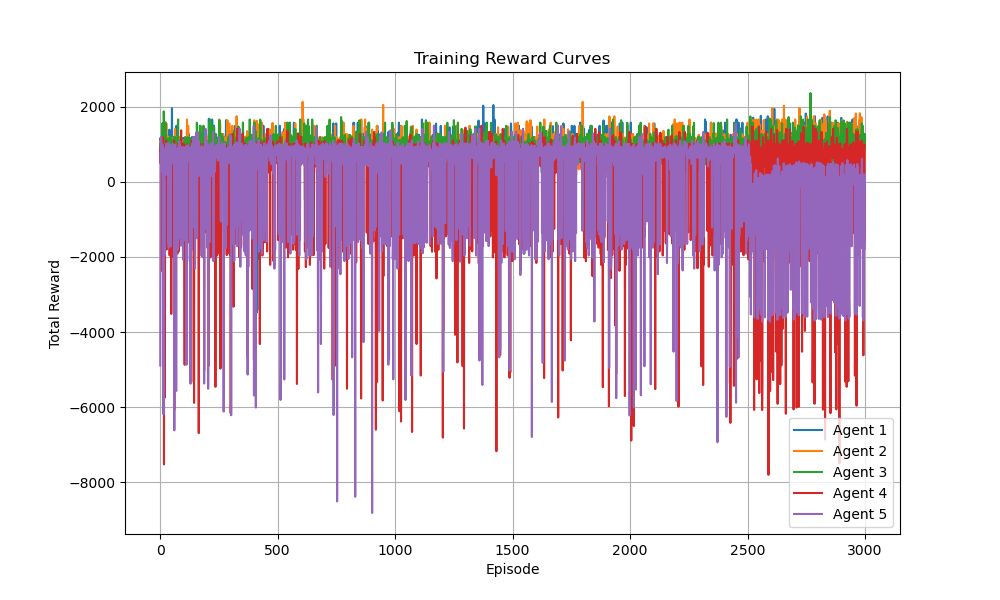 Training Reward Curves
Total Reward
2000
0
−2000
−4000
−6000
−8000
0 500 1000 1500 2000 2500 3000
Episode
Agent 1
Agent 2
Agent 3
Agent 4
Agent 5